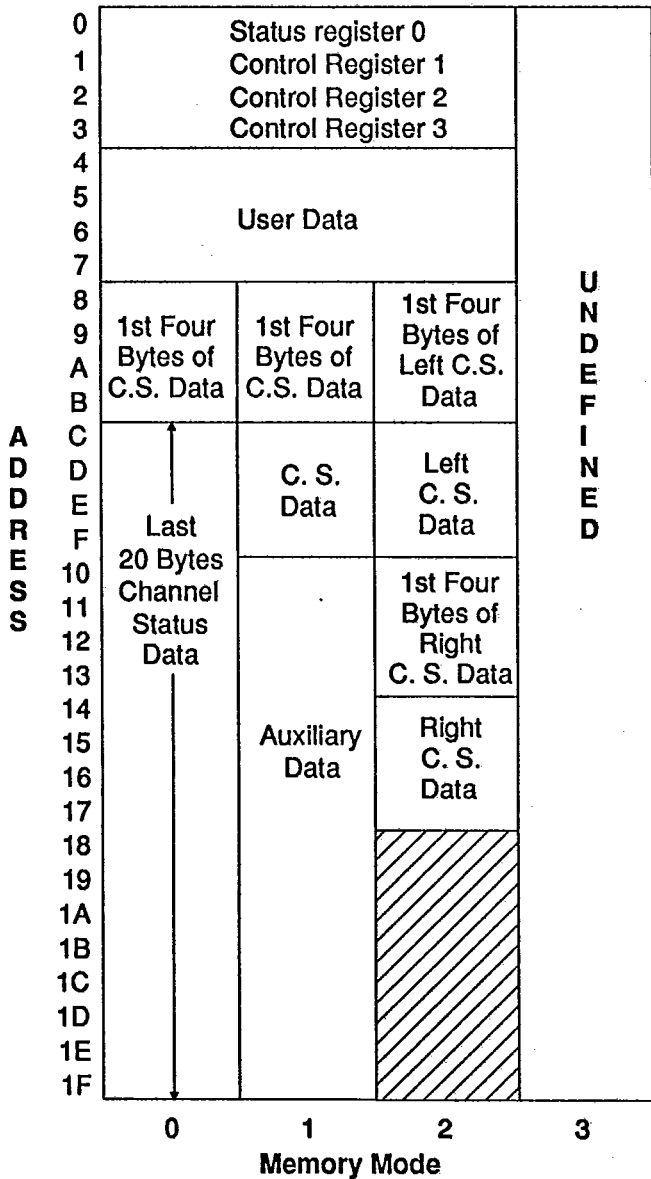 0
1
2
3
4
5
6
7
8
9
A
B
C
D
E
F
10
11
12
13
14
15
16
17
18
19
1A
1B
1C
1D
1E
1F
ADDRESS
Status register 0
Control Register 1
Control Register 2
Control Register 3
User Data
1st Four
Bytes of
C.S. Data
1st Four
Bytes of
C.S. Data
1st Four
Bytes of
Left C.S.
Data
Last
20 Bytes
Channel
Status
Data
C. S.
Data
Left
C. S.
Data
1st Four
Bytes of
Right
C. S. Data
Auxiliary
Data
Right
C. S.
Data
UNDEFINED
0 1 2 3
Memory Mode